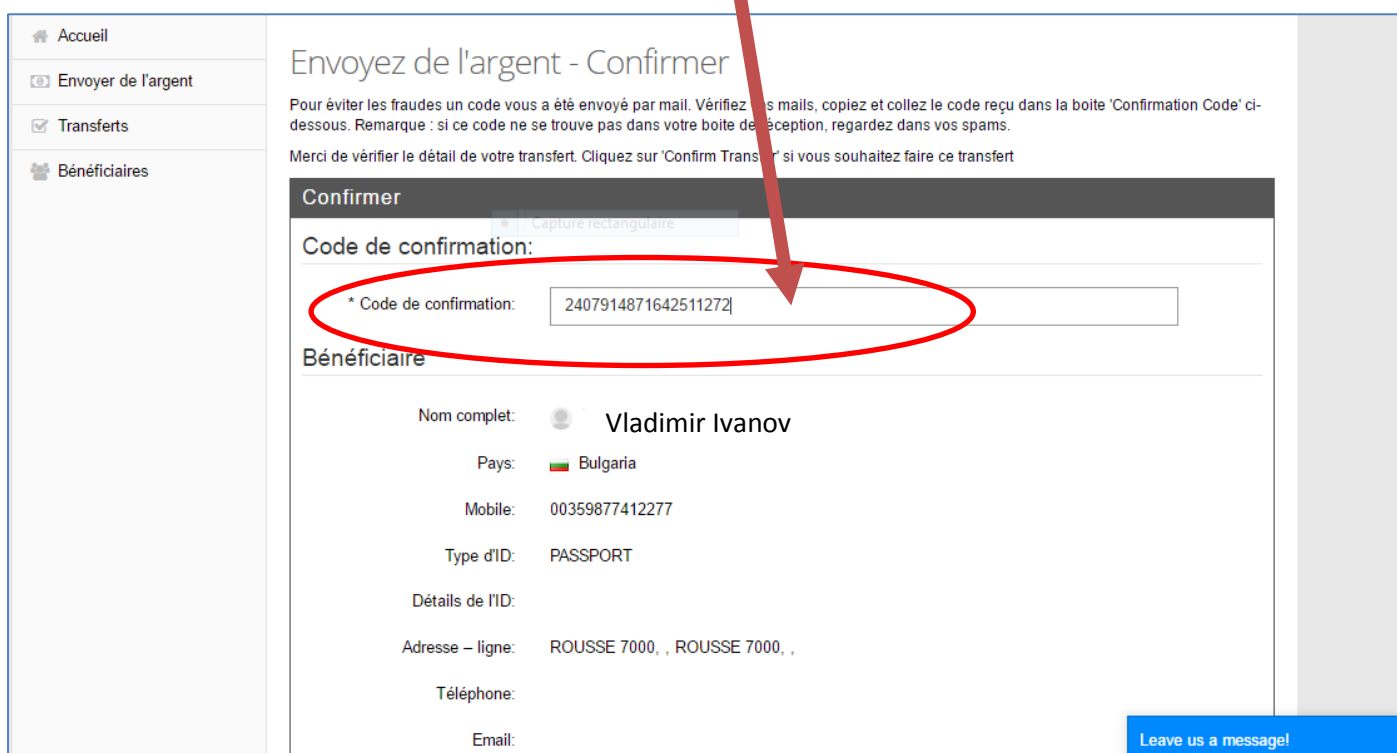 Accueil
Envoyer de l'argent
Transferts
Bénéficiaires
Envoyez de l'argent - Confirmer
Pour éviter les fraudes un code vous a été envoyé par mail. Vérifiez vos mails, copiez et collez le code reçu dans la boite 'Confirmation Code' ci-
dessous. Remarque : si ce code ne se trouve pas dans votre boite de réception, regardez dans vos spams.
Merci de vérifier le détail de votre transfert. Cliquez sur 'Confirm Transfer' si vous souhaitez faire ce transfert
Confirmer
Capture rectangulaire
Code de confirmation:
* Code de confirmation: 2407914871642511272
Bénéficiaire
Nom complet: Vladimir Ivanov
Pays: Bulgaria
Mobile: 00359877412277
Type d'ID: PASSPORT
Détails de l'ID:
Adresse – ligne: ROUSSE 7000, , ROUSSE 7000, ,
Téléphone:
Email:
Leave us a message!